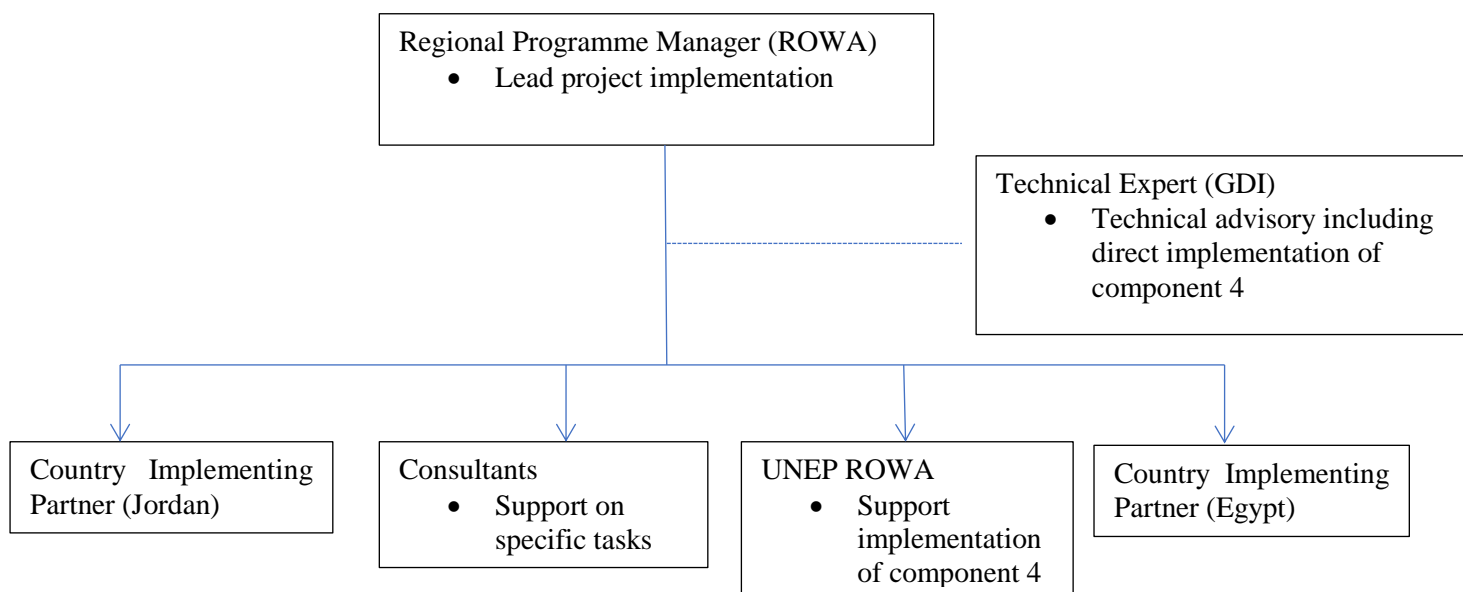 Regional Programme Manager (ROWA)
• Lead project implementation
Technical Expert (GDI)
• Technical advisory including
direct implementation of
component 4
Country Implementing
Partner (Jordan)
Consultants
• Support on
specific tasks
UNEP ROWA
• Support
implementation
of component 4
Country Implementing
Partner (Egypt)